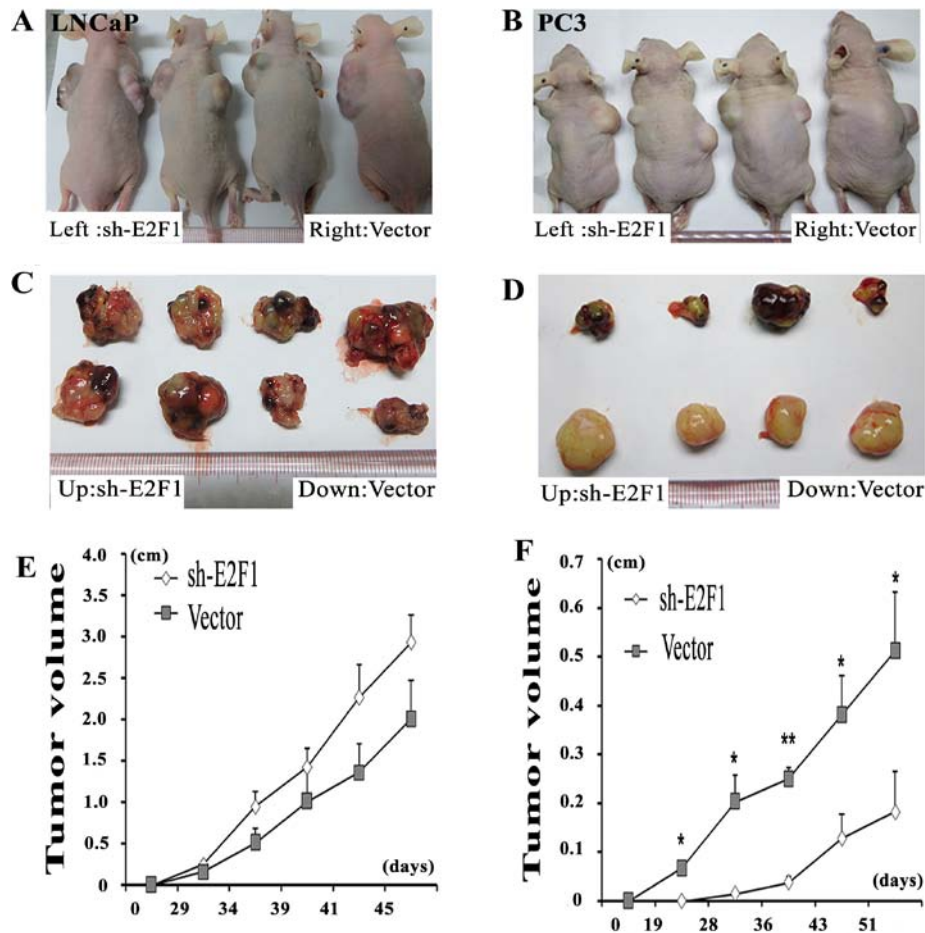 A LNCaP
B PC3
Left :sh-E2F1
Right:Vector
Left :sh-E2F1
Right:Vector
C
D
Up:sh-E2F1
Down:Vector
Up:sh-E2F1
Down:Vector
E
Tumor volume
(cm)
4.0
3.5
3.0
2.5
2.0
1.5
1.0
0.5
0
sh-E2F1
Vector
(days)
0 29 34 39 41 45
F
Tumor volume
(cm)
0.7
0.6
0.5
0.4
0.3
0.2
0.1
0
sh-E2F1
Vector
*
*
**
*
*
(days)
0 19 28 36 43 51